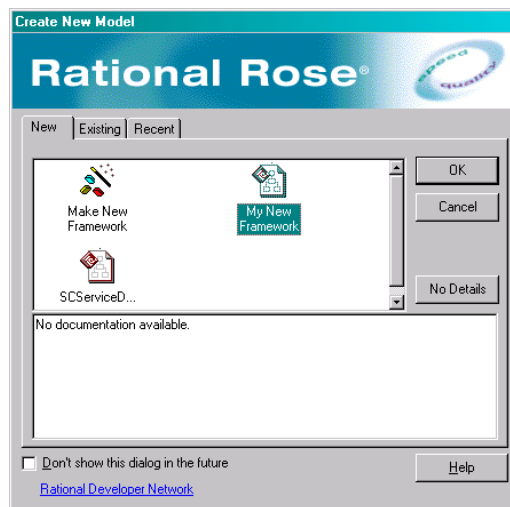 Create New Model
Rational Rose®
speed
quality
New
Existing
Recent
Make New
Framework
My New
Framework
SCServiceD...
OK
Cancel
No Details
No documentation available.
Don't show this dialog in the future
Help
Rational Developer Network